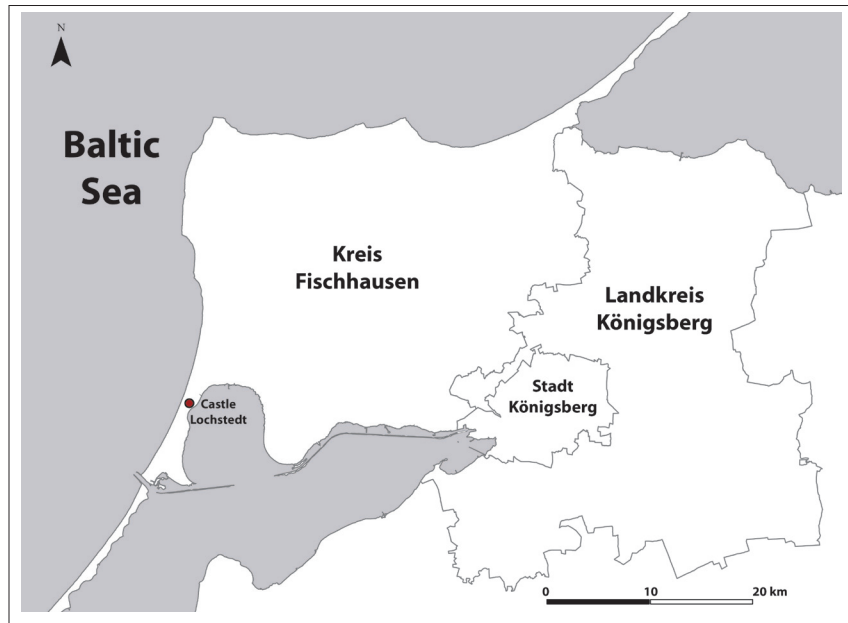 N
Baltic
Sea
Kreis
Fischhausen
Landkreis
Königsberg
Stadt
Königsberg
Castle
Lochstedt
0 10 20 km